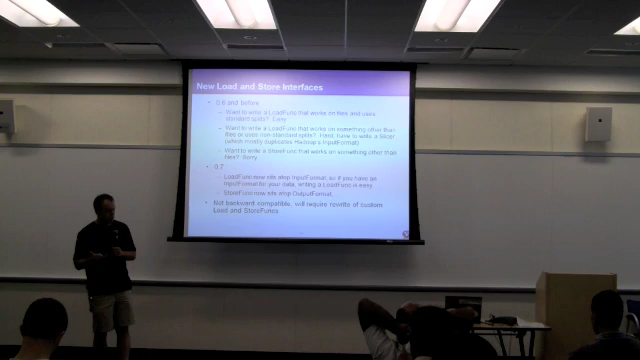 New Load and Store Interfaces
• 0.6 and before
– Want to write a LoadFunc that works on files and uses
standard splits? Easy
– Want to write a LoadFunc that works on something other than
files or uses non-standard splits? Hard, have to write a Slicer
(which mostly duplicates Hadoop's InputFormat)
– Want to write a StoreFunc that works on something other than
files? Sorry
• 0.7
– LoadFunc now sits atop InputFormat, so if you have an
InputFormat for your data, writing a LoadFunc is easy
– StoreFunc now sits atop OutputFormat.
• Not backward compatible, will require rewrite of custom
Load and StoreFuncs